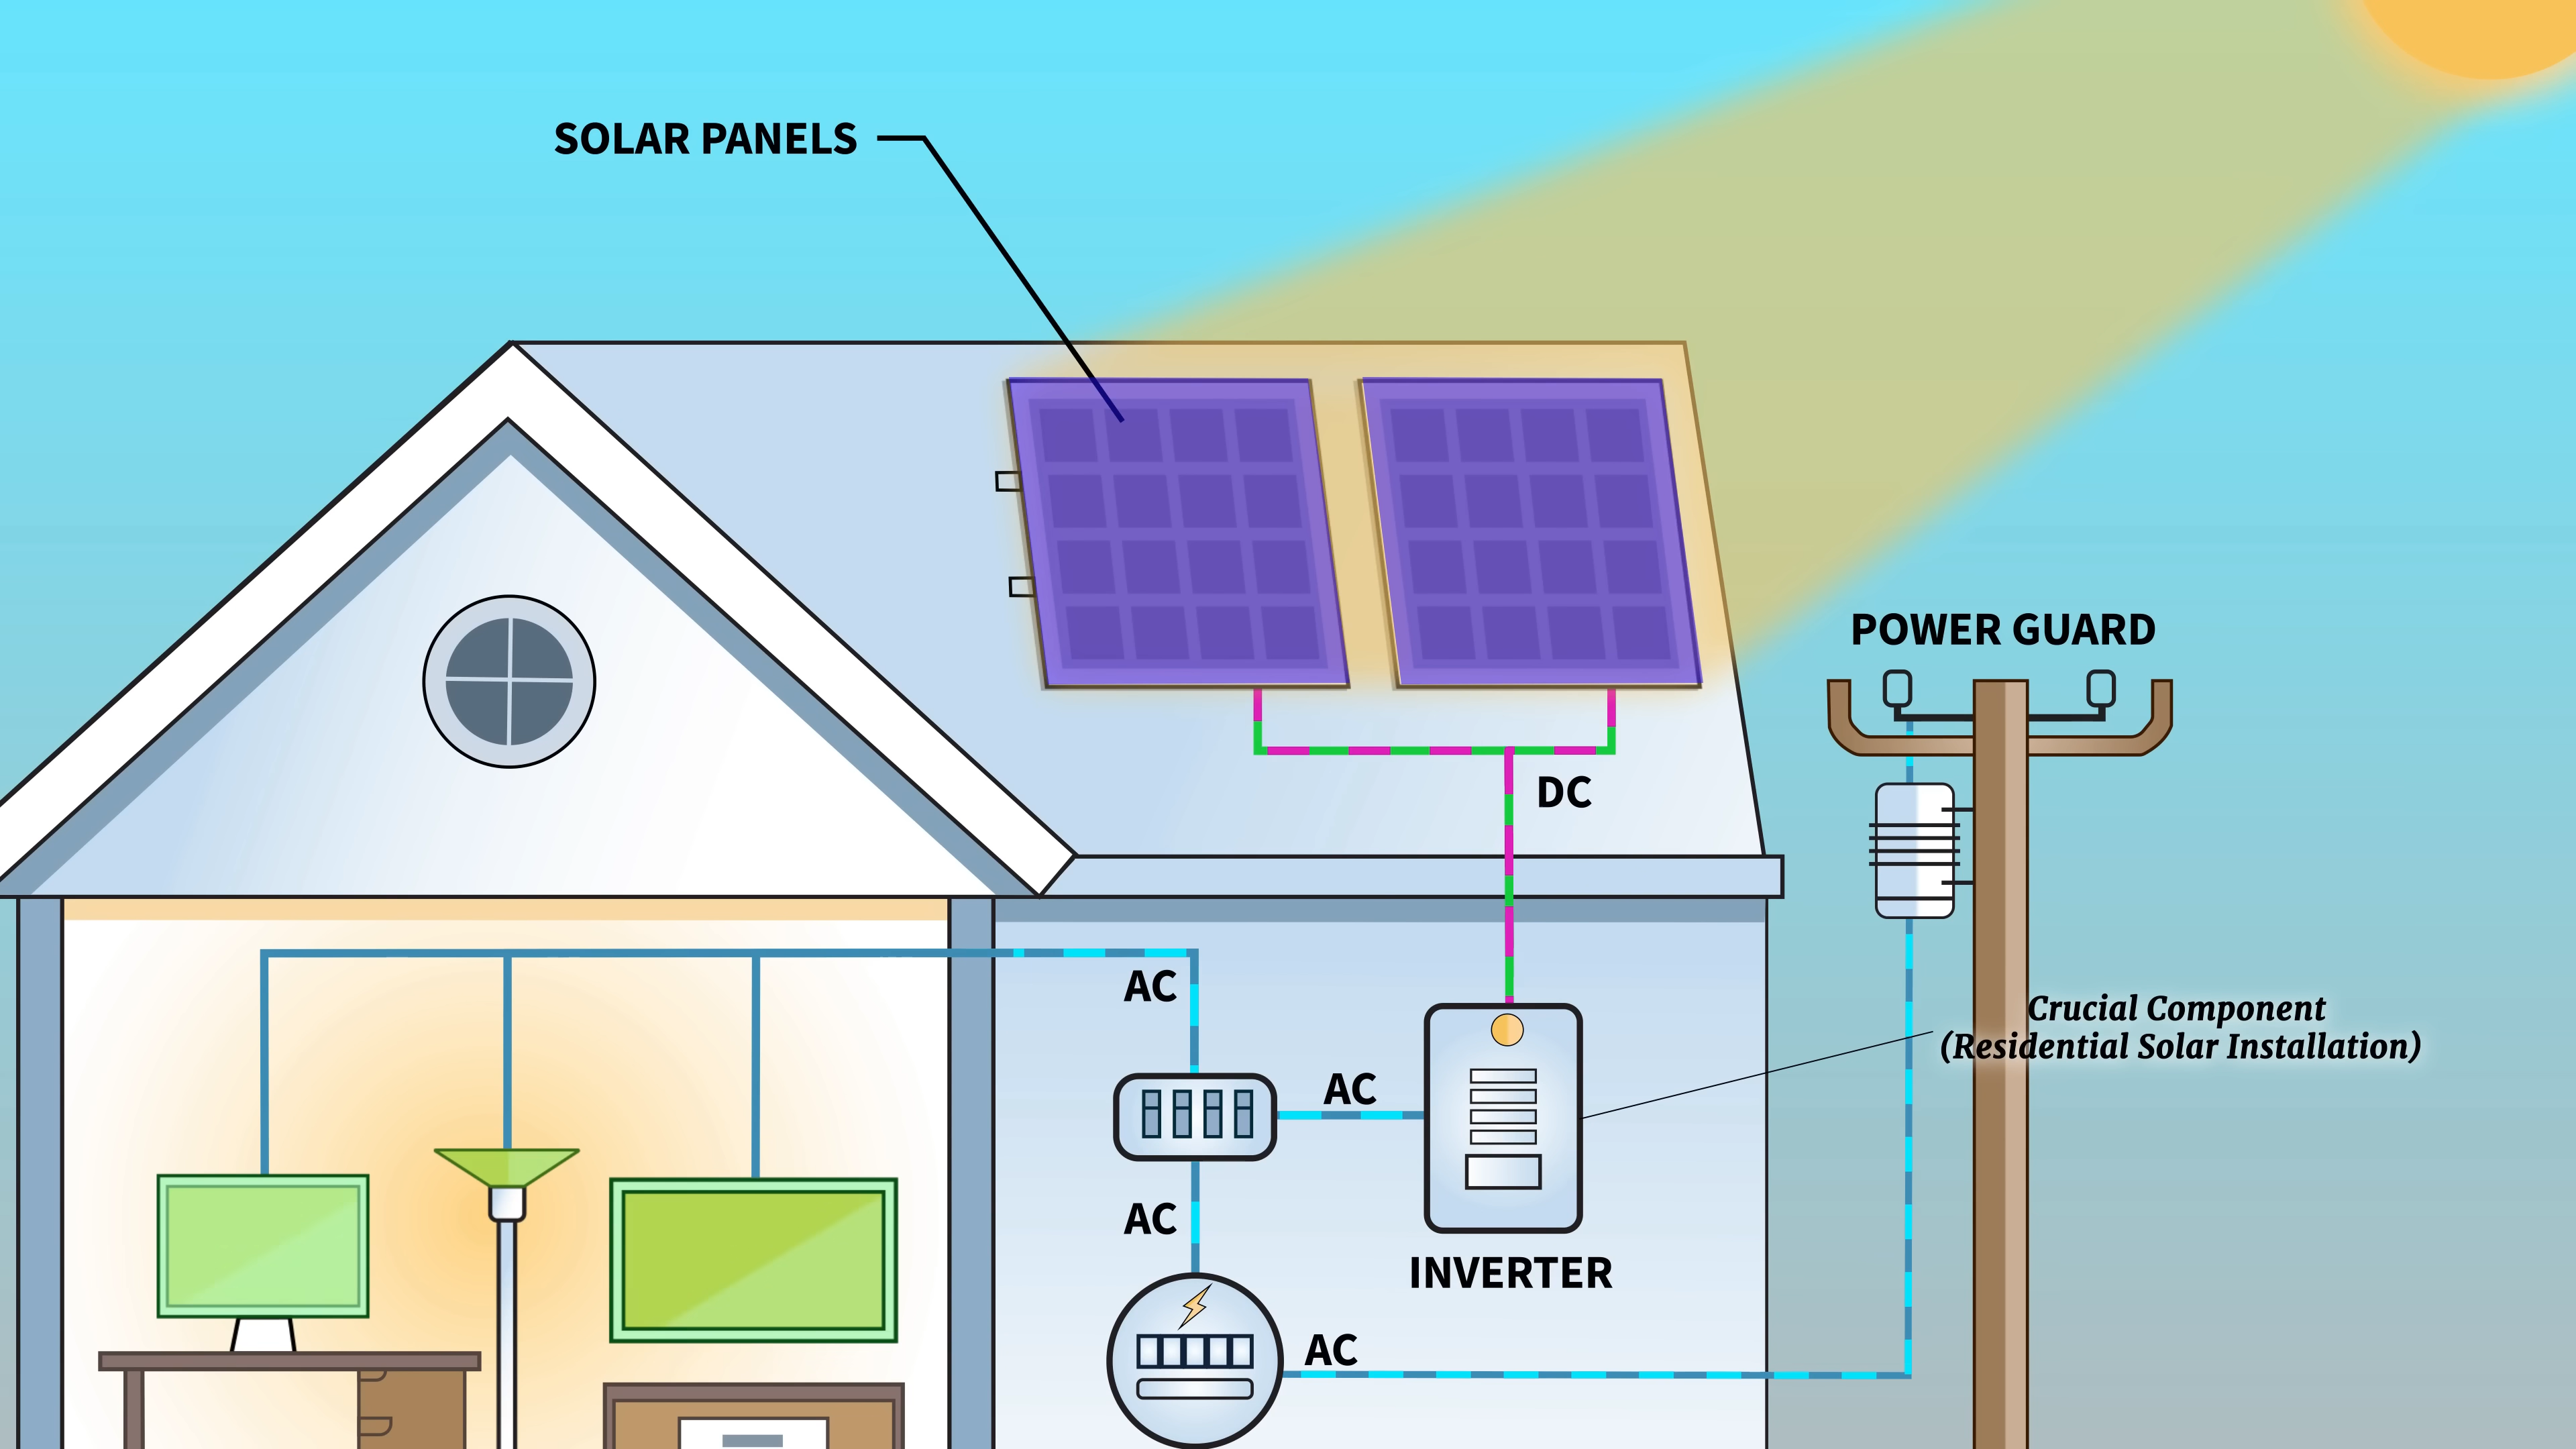 SOLAR PANELS
POWER GUARD
DC
AC
Crucial Component
(Residential Solar Installation)
AC
AC
INVERTER
AC